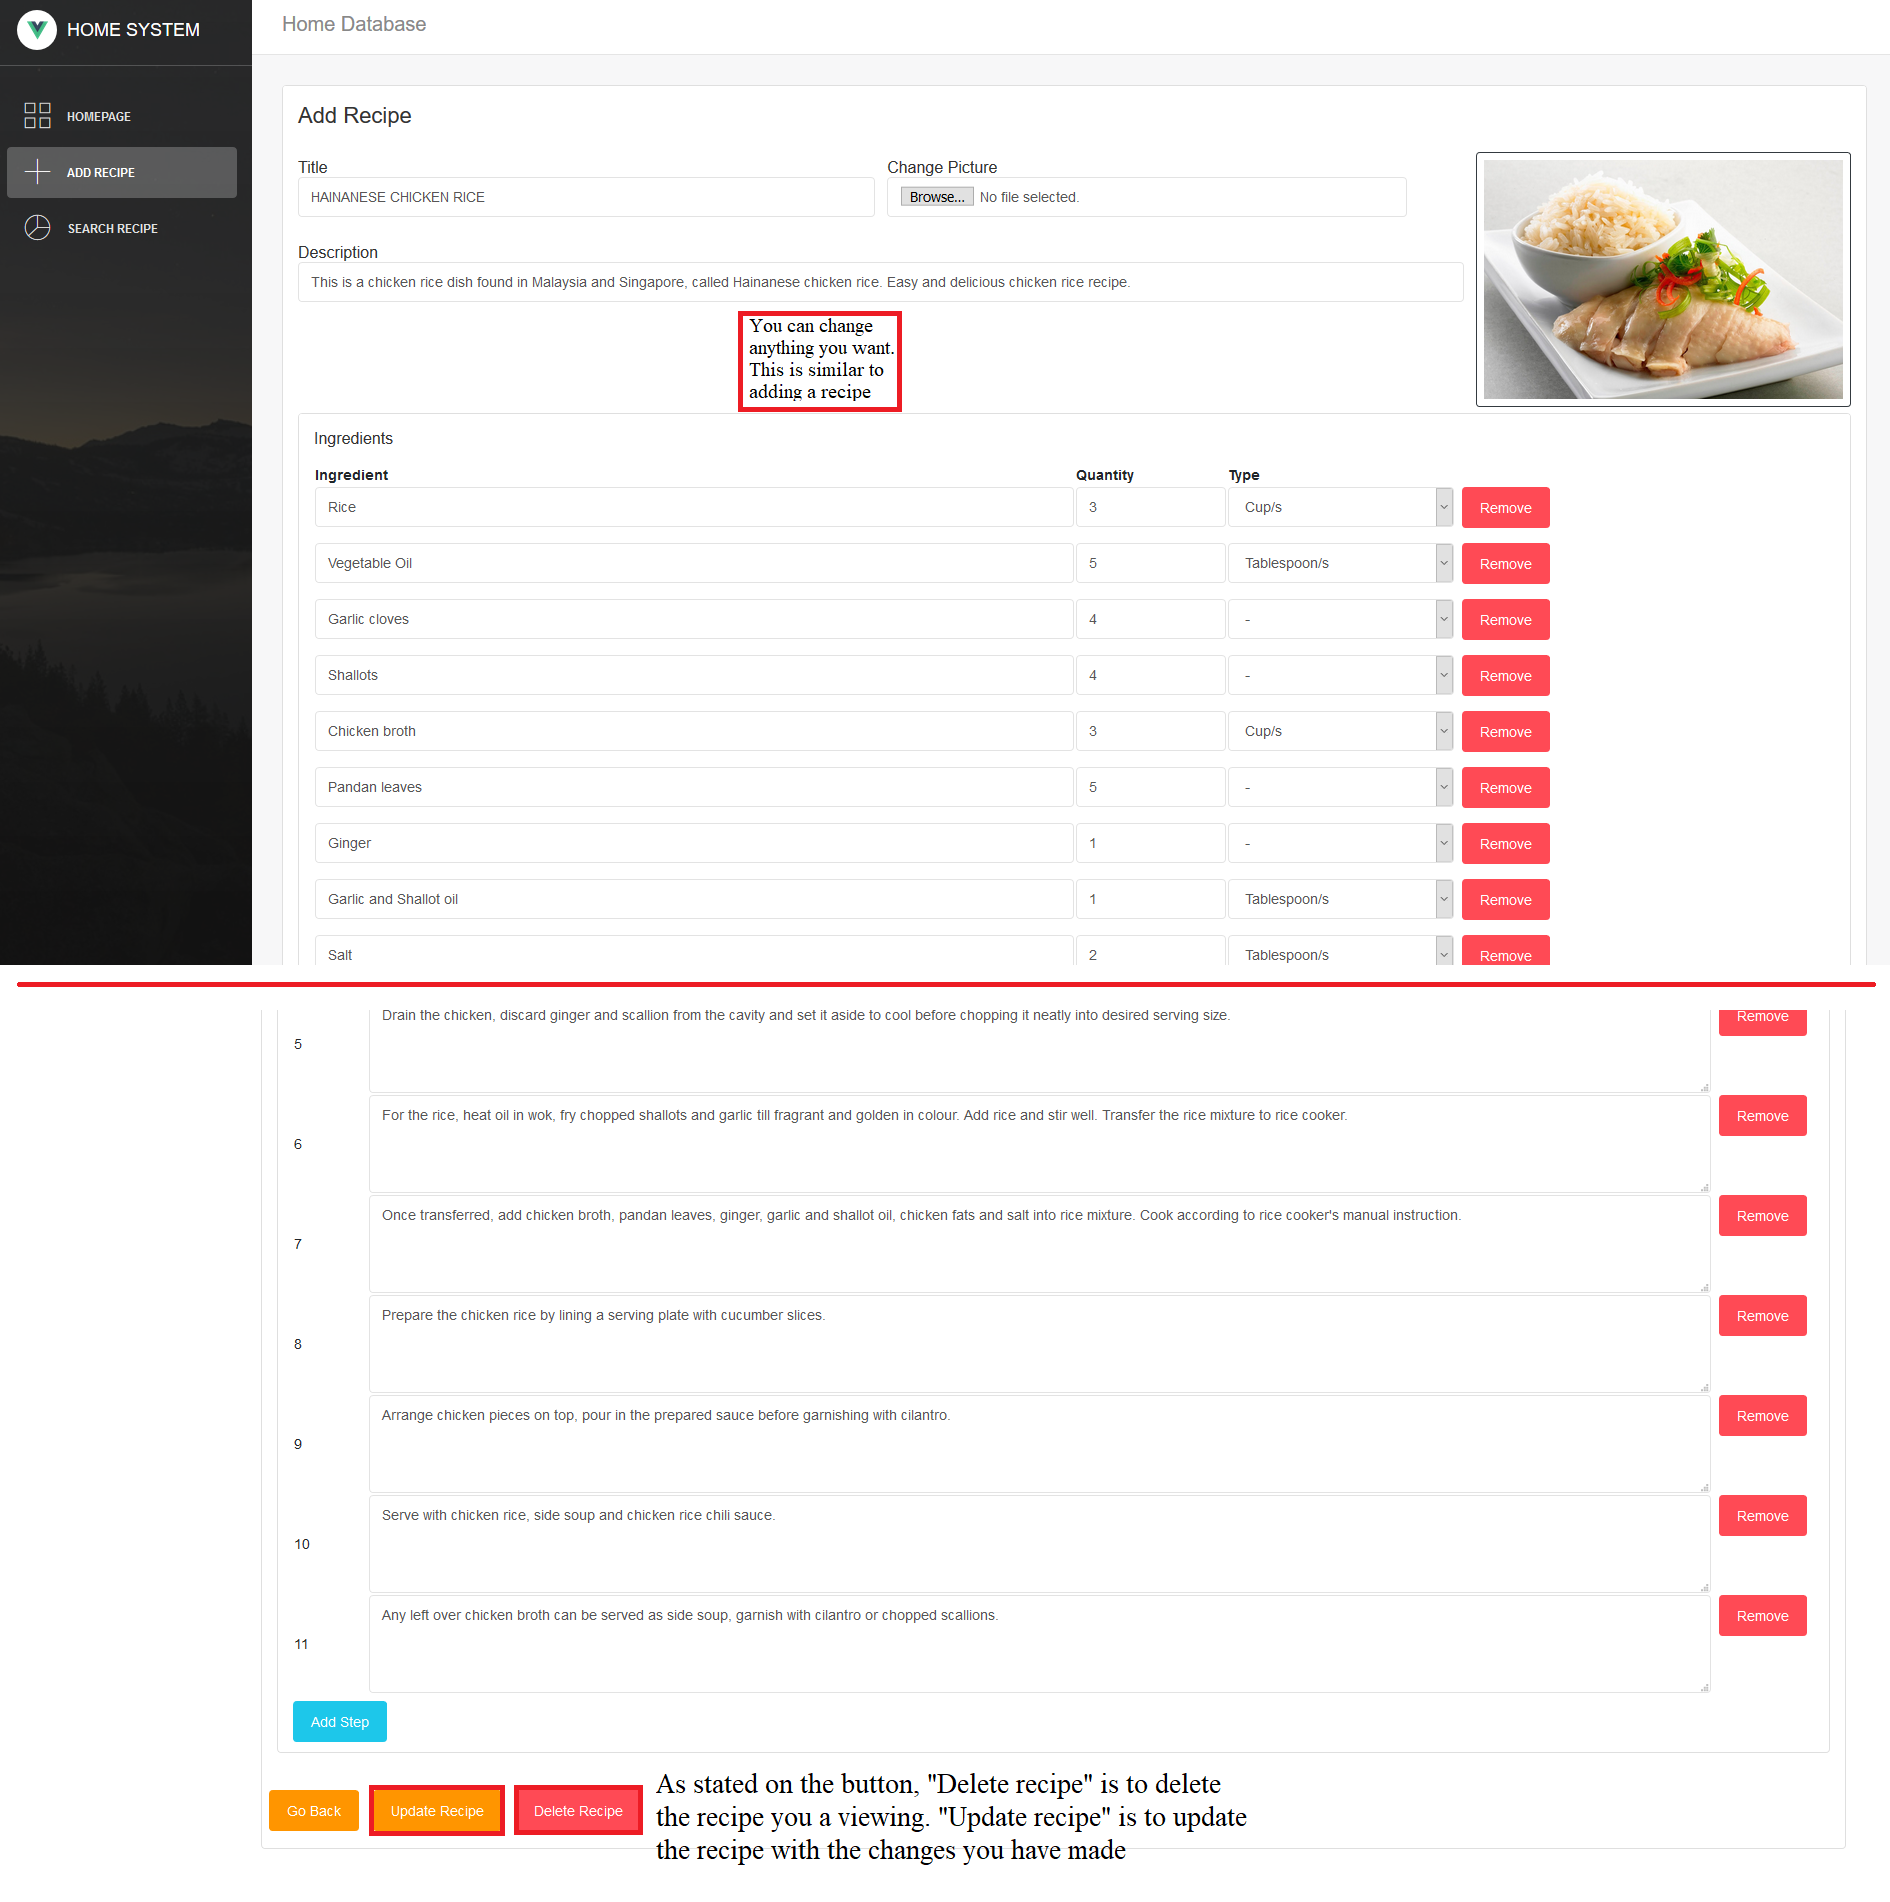 HOME SYSTEM
Home Database
HOMEPAGE
ADD RECIPE
SEARCH RECIPE
Add Recipe
Title
Change Picture
HAINANESE CHICKEN RICE
Browse... No file selected.
Description
This is a chicken rice dish found in Malaysia and Singapore, called Hainanese chicken rice. Easy and delicious chicken rice recipe.
You can change
anything you want.
This is similar to
adding a recipe
Ingredients
Ingredient Quantity Type
Rice 3 Cup/s Remove
Vegetable Oil 5 Tablespoon/s Remove
Garlic cloves 4 - Remove
Shallots 4 - Remove
Chicken broth 3 Cup/s Remove
Pandan leaves 5 - Remove
Ginger 1 - Remove
Garlic and Shallot oil 1 Tablespoon/s Remove
Salt 2 Tablespoon/s Remove
5 Drain the chicken, discard ginger and scallion from the cavity and set it aside to cool before chopping it neatly into desired serving size. Remove
6 For the rice, heat oil in wok, fry chopped shallots and garlic till fragrant and golden in colour. Add rice and stir well. Transfer the rice mixture to rice cooker. Remove
7 Once transferred, add chicken broth, pandan leaves, ginger, garlic and shallot oil, chicken fats and salt into rice mixture. Cook according to rice cooker's manual instruction. Remove
8 Prepare the chicken rice by lining a serving plate with cucumber slices. Remove
9 Arrange chicken pieces on top, pour in the prepared sauce before garnishing with cilantro. Remove
10 Serve with chicken rice, side soup and chicken rice chili sauce. Remove
11 Any left over chicken broth can be served as side soup, garnish with cilantro or chopped scallions. Remove
Add Step
Go Back Update Recipe Delete Recipe
As stated on the button, "Delete recipe" is to delete
the recipe you a viewing. "Update recipe" is to update
the recipe with the changes you have made